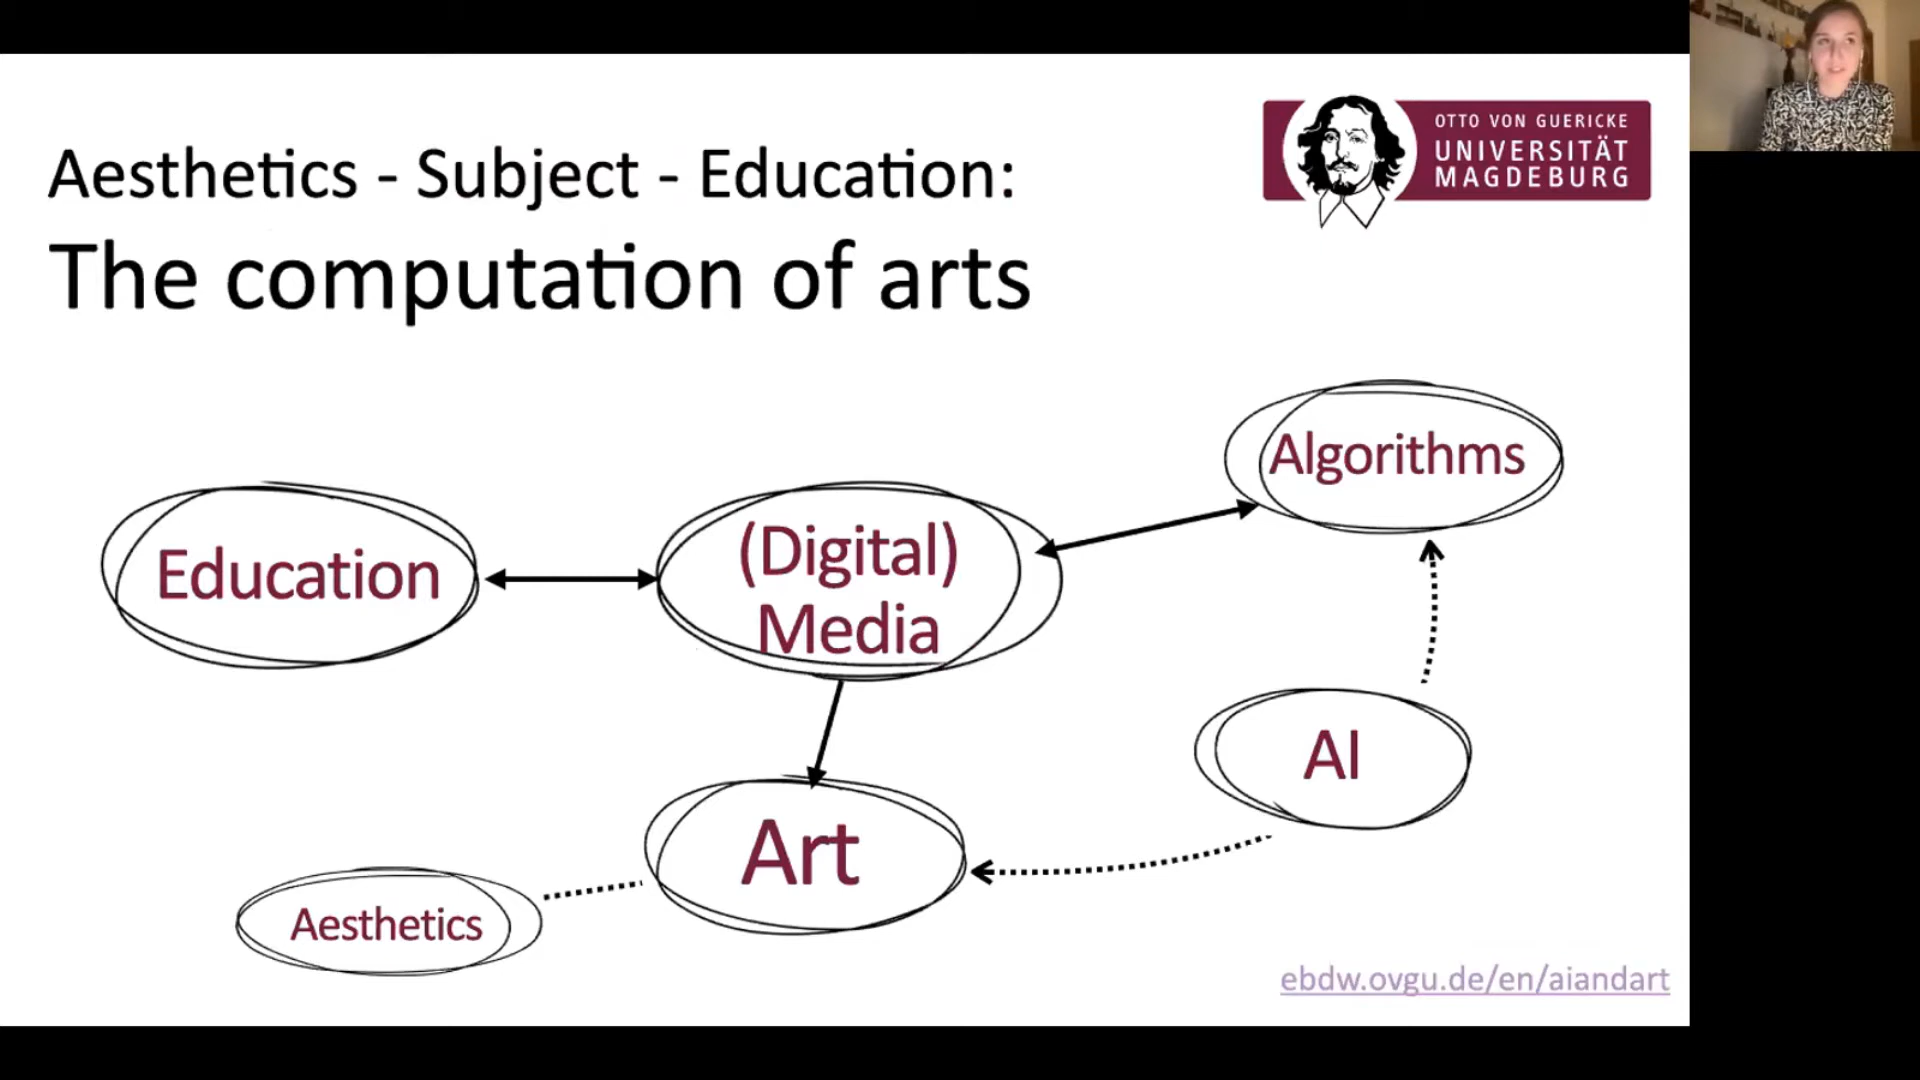 Aesthetics - Subject - Education:
The computation of arts
OTTO VON GUERICKE
UNIVERSITÄT
MAGDEBURG
Algorithms
Education
(Digital)
Media
AI
Art
Aesthetics
ebdw.ovgu.de/en/aiandart